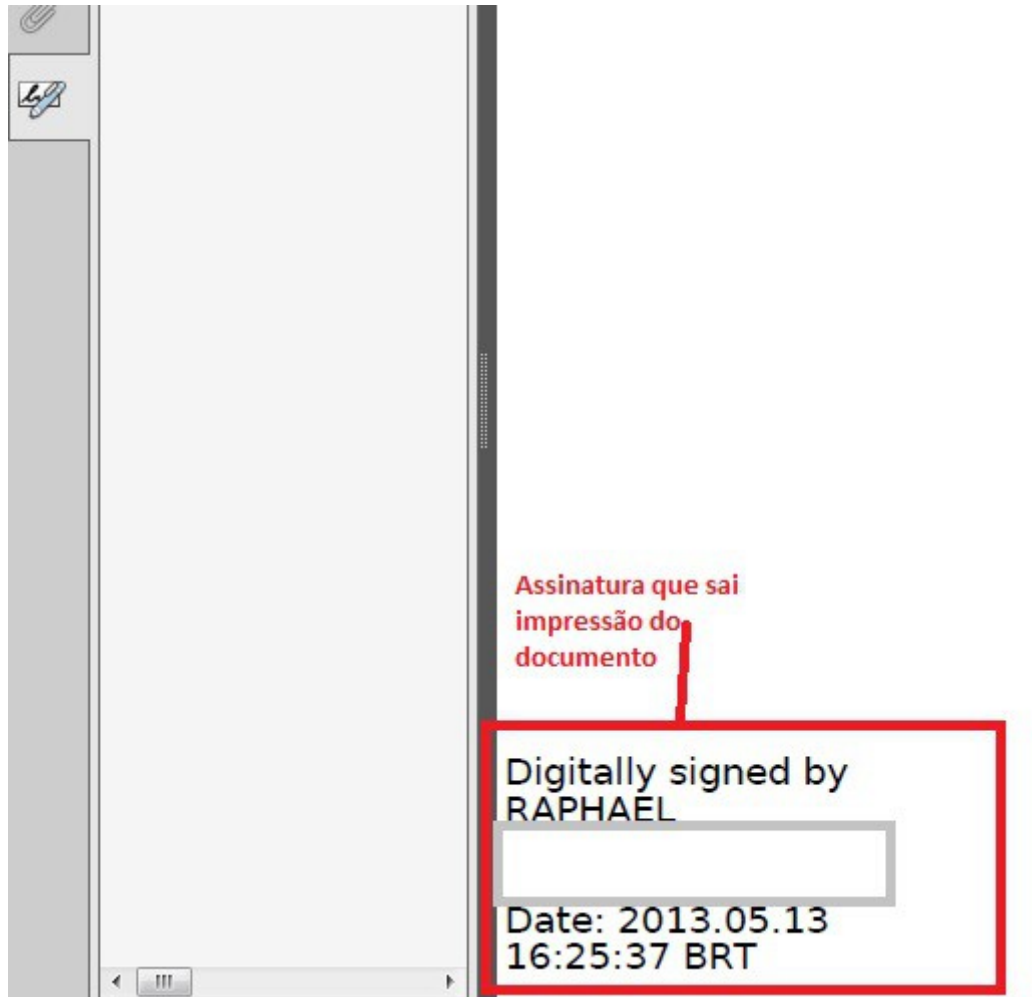 Assinatura que sai
impressão do
documento
Digitally signed by
RAPHAEL
Date: 2013.05.13
16:25:37 BRT